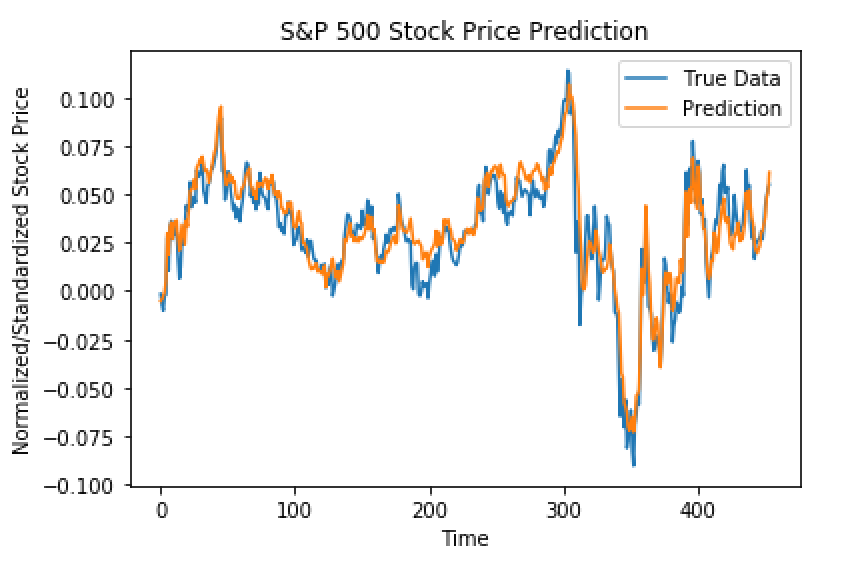 S&P 500 Stock Price Prediction
True Data
Prediction
Normalized/Standardized Stock Price
0.100
0.075
0.050
0.025
0.000
−0.025
−0.050
−0.075
−0.100
0 100 200 300 400
Time